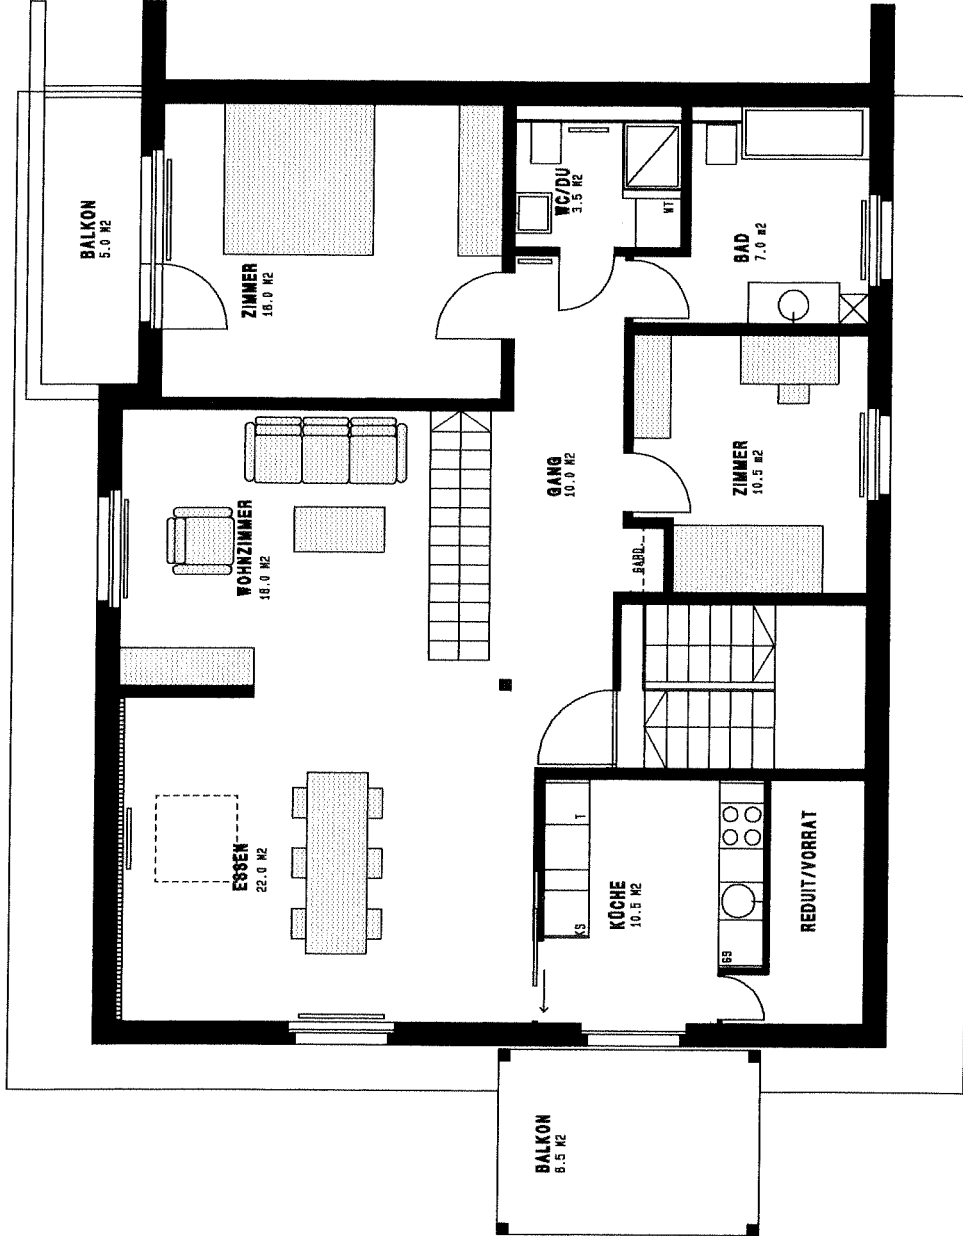 BALKON
5.0 M2
ZIMMER
16.0 M2
WC/DU
3.5 M2
WT
BAD
7.0 m2
WOHNZIMMER
18.0 M2
GANG
10.0 M2
ZIMMER
10.5 m2
GARD.
ESSEN
22.0 M2
T
KS
KÜCHE
10.5 M2
GS
REDUIT/VORRAT
BALKON
8.5 M2